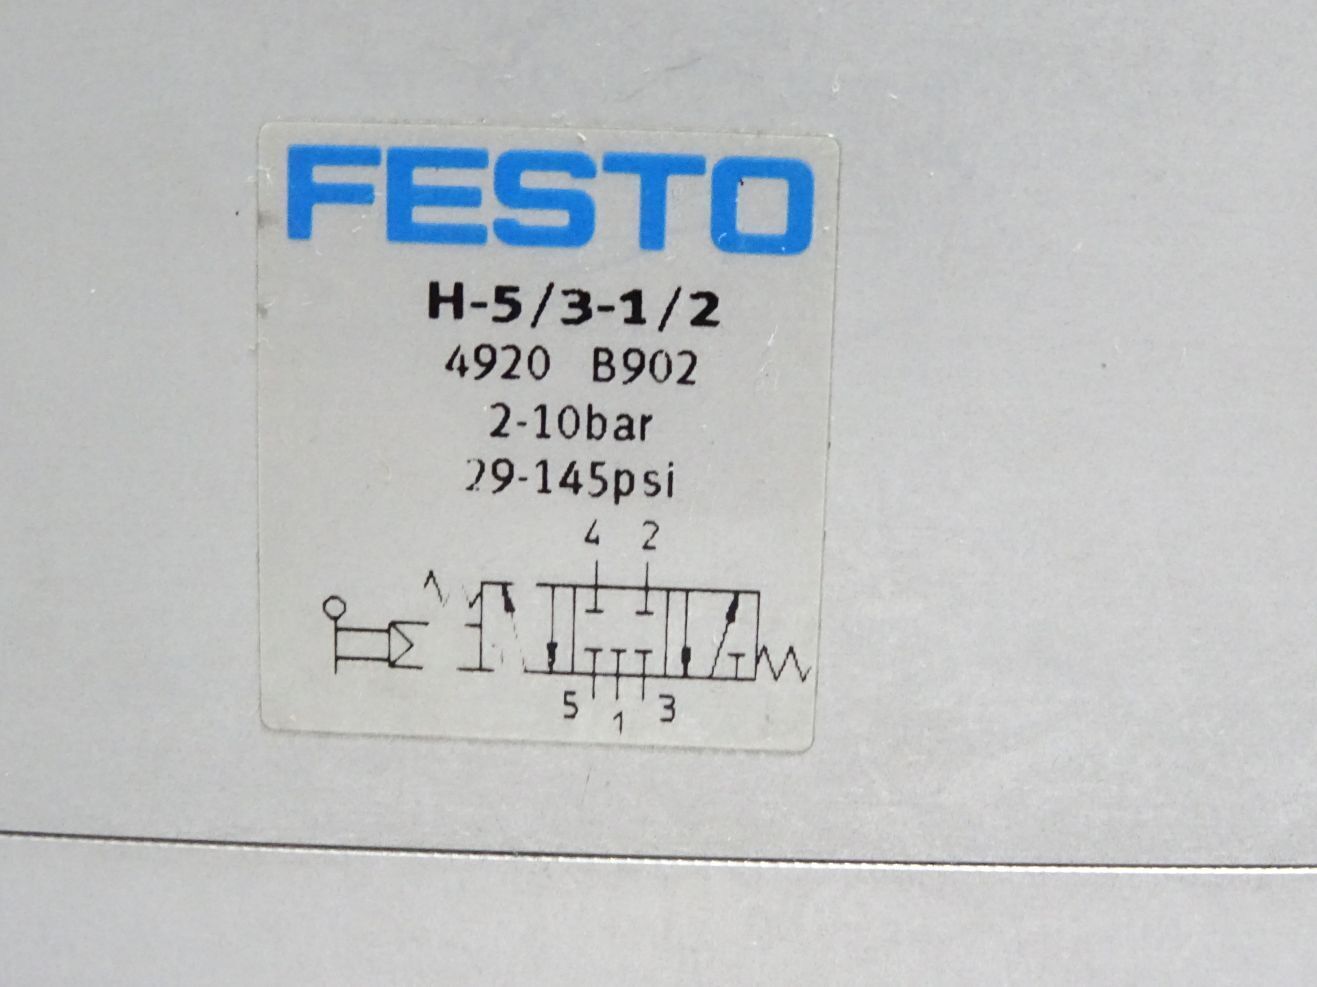 FESTO
H-5/3-1/2
4920 B902
2-10bar
29-145psi
4 2
5 1 3